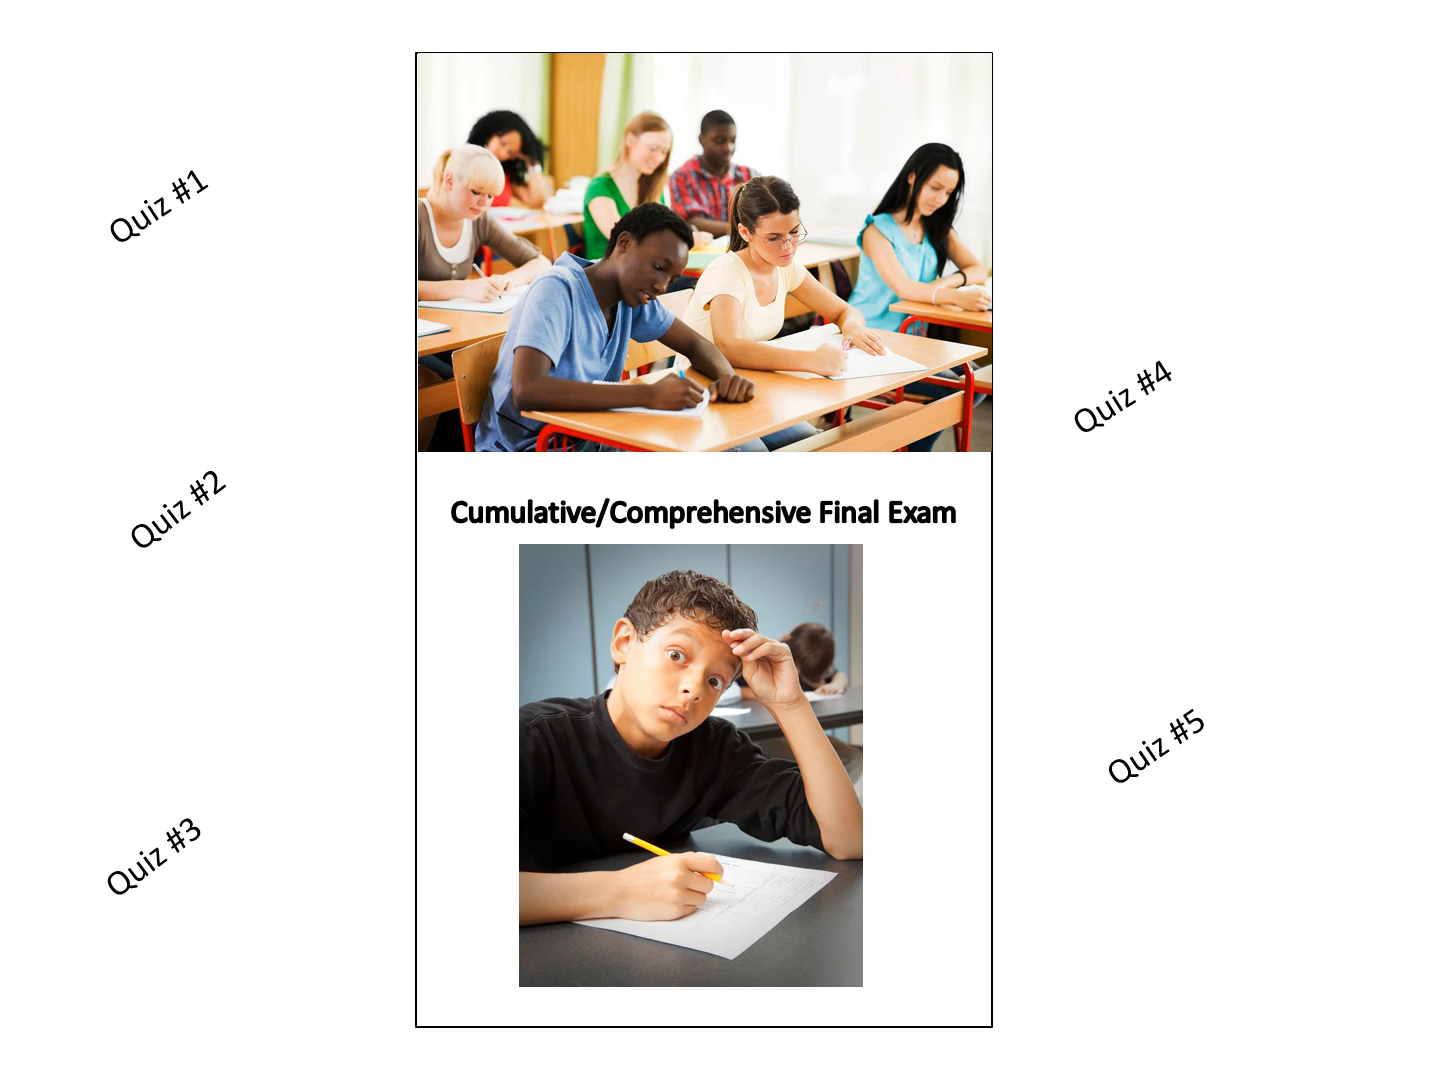 Quiz #1
Quiz #2
Quiz #3
Cumulative/Comprehensive Final Exam
Quiz #4
Quiz #5